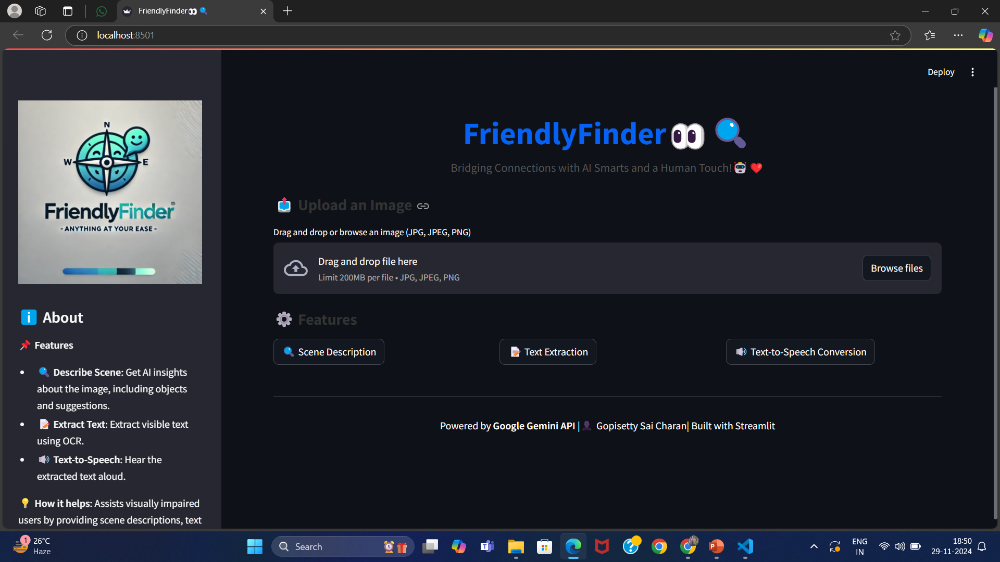 FriendlyFinder👀🔍
localhost:8501
Deploy
N
W E
FriendlyFinder
- ANYTHING AT YOUR EASE -
ℹ️ About
📌 Features
• 🔍 Describe Scene: Get AI insights
about the image, including objects
and suggestions.
• 📝 Extract Text: Extract visible text
using OCR.
• 🔊 Text-to-Speech: Hear the
extracted text aloud.
💡 How it helps: Assists visually impaired
users by providing scene descriptions, text
FriendlyFinder👀 🔍
Bridging Connections with AI Smarts and a Human Touch!🤖 ❤️
📤 Upload an Image
Drag and drop or browse an image (JPG, JPEG, PNG)
Drag and drop file here
Limit 200MB per file • JPG, JPEG, PNG
Browse files
⚙️ Features
🔍 Scene Description
📝 Text Extraction
🔊 Text-to-Speech Conversion
Powered by Google Gemini API |👤 Gopisetty Sai Charan| Built with Streamlit
1
26°C
Haze
Search
ENG
IN
18:50
29-11-2024